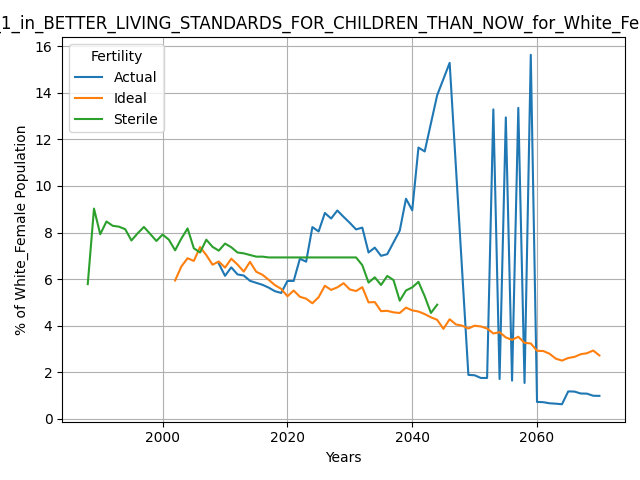 _1_in_BETTER_LIVING_STANDARDS_FOR_CHILDREN_THAN_NOW_for_White_Fe
Fertility
Actual
Ideal
Sterile
% of White_Female Population
16
14
12
10
8
6
4
2
0
2000 2020 2040 2060
Years